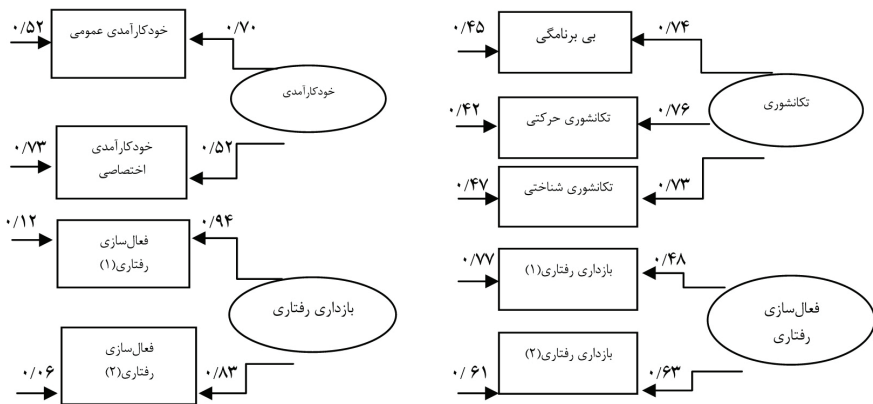 ۰/۴۵
بی برنامگی
۰/۷۴
تکانشوری
۰/۴۲
تکانشوری حرکتی
۰/۷۶
۰/۴۷
تکانشوری شناختی
۰/۷۳
۰/۷۷
بازداری رفتاری(۱)
۰/۴۸
فعال‌سازی
رفتاری
۰/۶۱
بازداری رفتاری(۲)
۰/۶۳
۰/۵۲
خودکارآمدی عمومی
۰/۷۰
خودکارآمدی
۰/۷۳
خودکارآمدی
اختصاصی
۰/۵۲
۰/۱۲
فعال‌سازی
رفتاری(۱)
۰/۹۴
بازداری رفتاری
۰/۰۶
فعال‌سازی
رفتاری(۲)
۰/۸۳